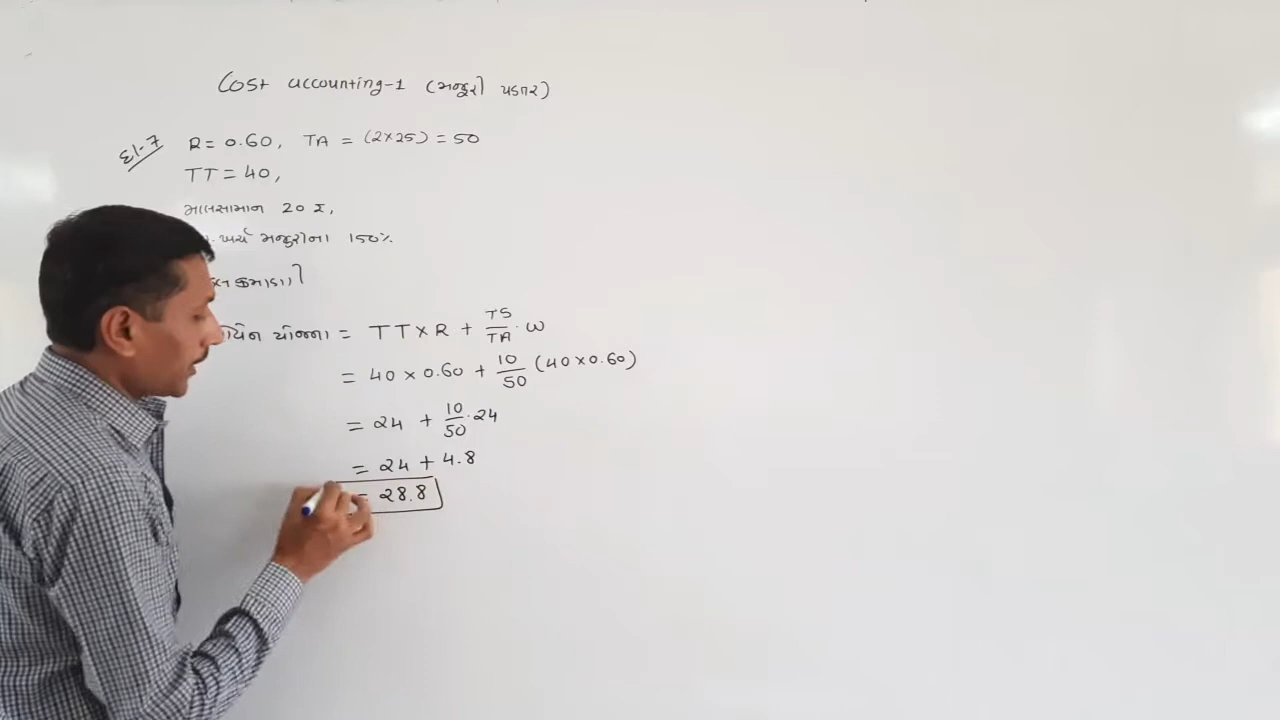 Cost accounting-1 (મજુરી પડતર)
દા-7 R = 0.60, TA = (2×25) = 50
TT = 40,
માલસામાન 20 રૂ,
ખર્ચ મજુરીના 150%
યોજના = TT × R + TS/TA · W
= 40 × 0.60 + 10/50 (40 × 0.60)
= 24 + 10/50 · 24
= 24 + 4.8
= 28.8